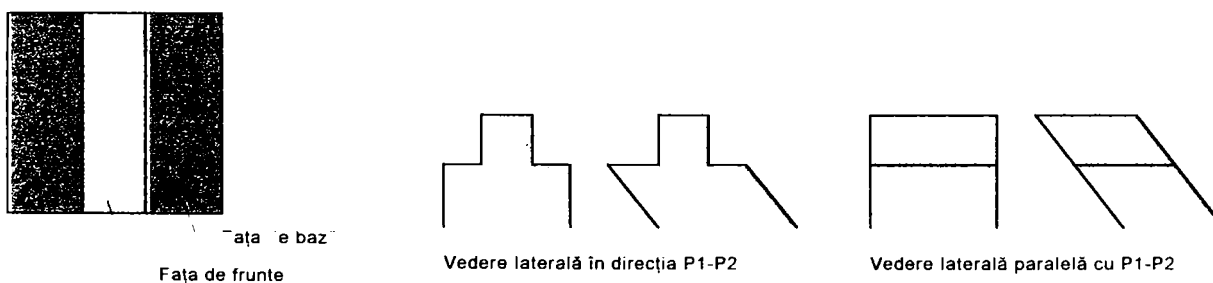 Fața de frunte
Vedere laterală în direcția P1-P2
Vedere laterală paralelă cu P1-P2